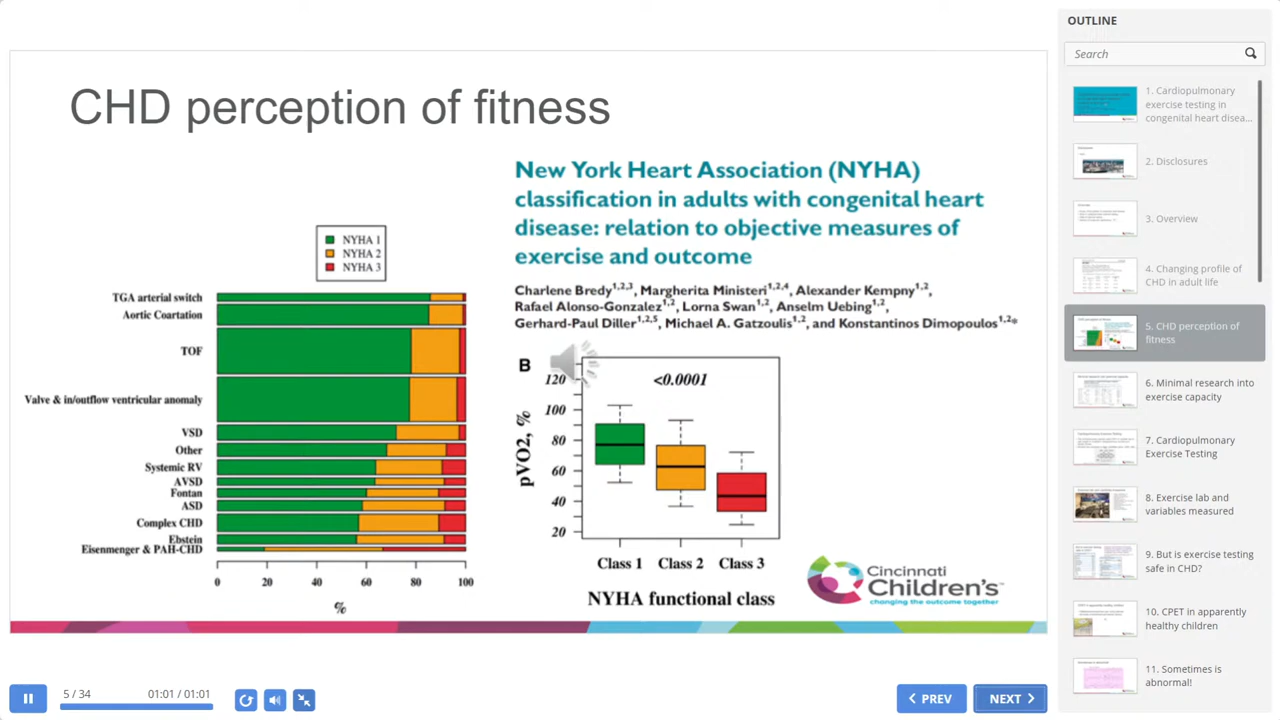 CHD perception of fitness
New York Heart Association (NYHA)
classification in adults with congenital heart
disease: relation to objective measures of
exercise and outcome
Charlene Bredy1,2,3, Margherita Ministeri1,2,4, Alexander Kempny1,2,
Rafael Alonso-Gonzalez1,2, Lorna Swan1,2, Anselm Uebing1,2,
Gerhard-Paul Diller1,2,5, Michael A. Gatzoulis1,2, and Konstantinos Dimopoulos1,2*
NYHA 1
NYHA 2
NYHA 3
TGA arterial switch
Aortic Coartation
TOF
Valve & in/outflow ventricular anomaly
VSD
Other
Systemic RV
AVSD
Fontan
ASD
Complex CHD
Ebstein
Eisenmenger & PAH-CHD
0 20 40 60 80 100
%
B
<0.0001
pVO2, %
120
100
80
60
40
20
Class 1 Class 2 Class 3
NYHA functional class
Cincinnati
Children's™
changing the outcome together
OUTLINE
Search
1. Cardiopulmonary
exercise testing in
congenital heart disea...
2. Disclosures
3. Overview
4. Changing profile of
CHD in adult life
5. CHD perception of
fitness
6. Minimal research into
exercise capacity
7. Cardiopulmonary
Exercise Testing
8. Exercise lab and
variables measured
9. But is exercise testing
safe in CHD?
10. CPET in apparently
healthy children
11. Sometimes is
abnormal!
5 / 34
01:01 / 01:01
PREV
NEXT